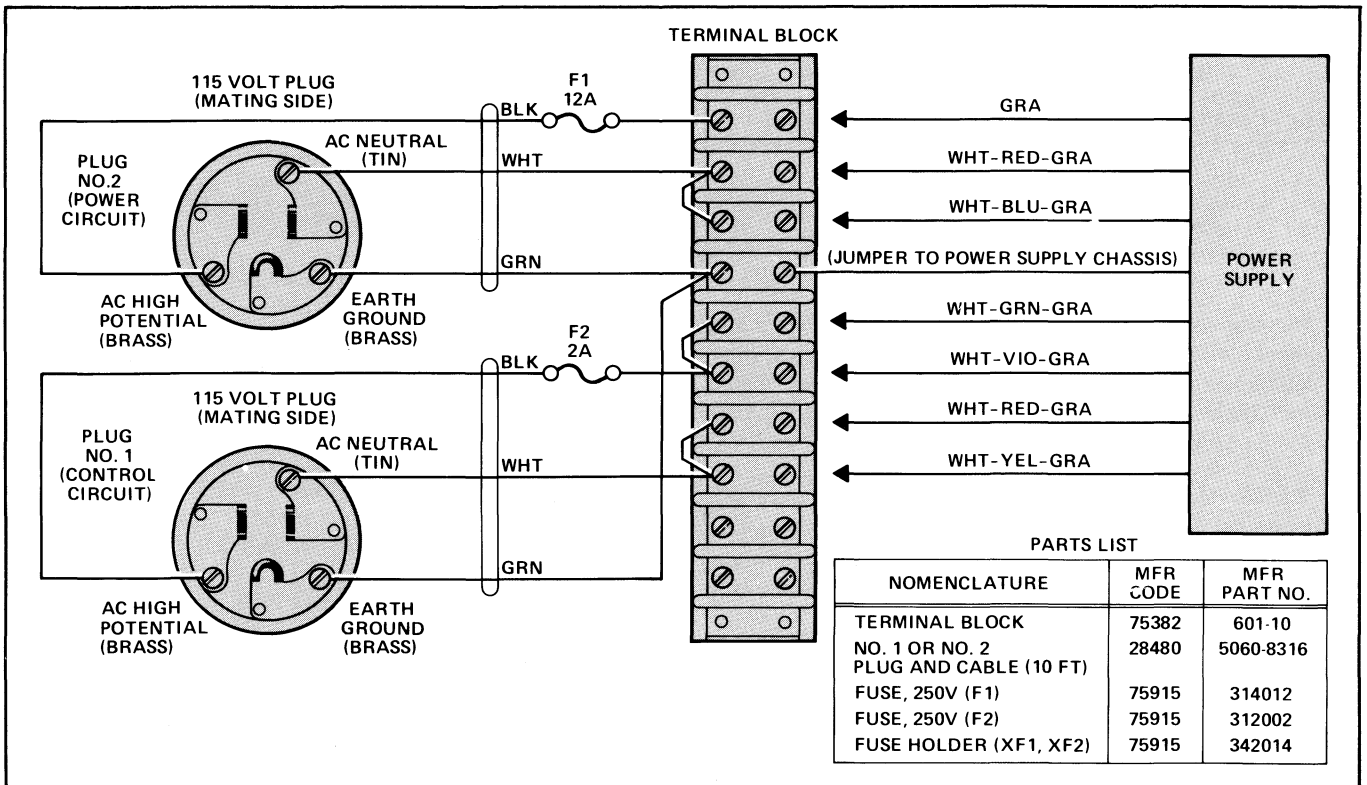 TERMINAL BLOCK
115 VOLT PLUG
(MATING SIDE)
F1
12A
BLK
GRA
AC NEUTRAL
(TIN)
PLUG
NO.2
(POWER
CIRCUIT)
WHT
WHT-RED-GRA
WHT-BLU-GRA
GRN
(JUMPER TO POWER SUPPLY CHASSIS)
POWER
SUPPLY
AC HIGH
POTENTIAL
(BRASS)
EARTH
GROUND
(BRASS)
WHT-GRN-GRA
F2
2A
BLK
WHT-VIO-GRA
115 VOLT PLUG
(MATING SIDE)
WHT-RED-GRA
PLUG
NO. 1
(CONTROL
CIRCUIT)
AC NEUTRAL
(TIN)
WHT
WHT-YEL-GRA
GRN
AC HIGH
POTENTIAL
(BRASS)
EARTH
GROUND
(BRASS)
PARTS LIST
NOMENCLATURE
MFR
CODE
MFR
PART NO.
TERMINAL BLOCK 75382 601-10
NO. 1 OR NO. 2 28480 5060-8316
PLUG AND CABLE (10 FT)
FUSE, 250V (F1) 75915 314012
FUSE, 250V (F2) 75915 312002
FUSE HOLDER (XF1, XF2) 75915 342014